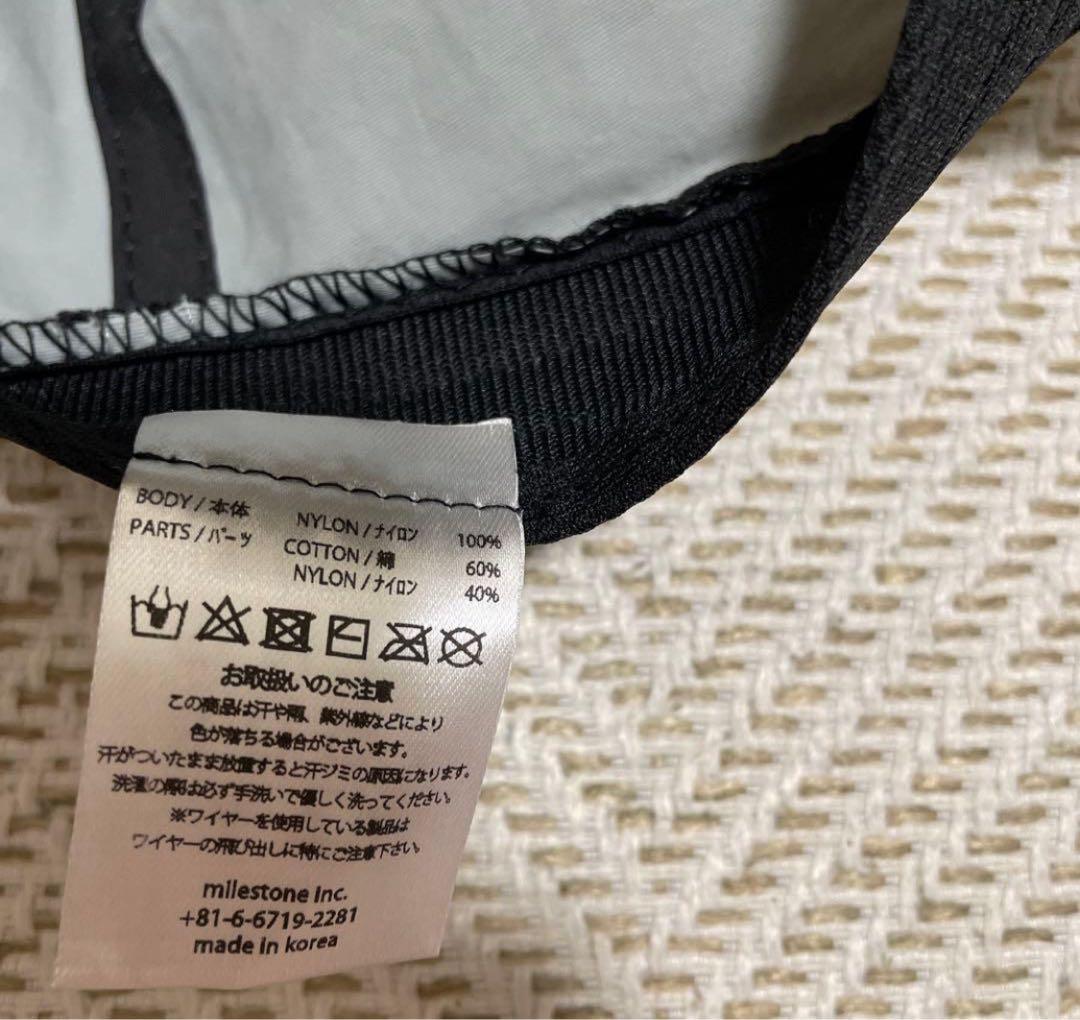 BODY/本体 NYLON/ナイロン 100%
PARTS/パーツ COTTON/綿 60%
NYLON/ナイロン 40%
お取扱いのご注意
この商品は汗や雨、紫外線などにより
色が落ちる場合がございます。
汗がついたまま放置すると汗ジミの原因になります。
洗濯の際は必ず手洗いで優しく洗ってください。
※ワイヤーを使用している製品は
ワイヤーの飛び出しに特にご注意下さい。
milestone inc.
+81-6-6719-2281
made in korea